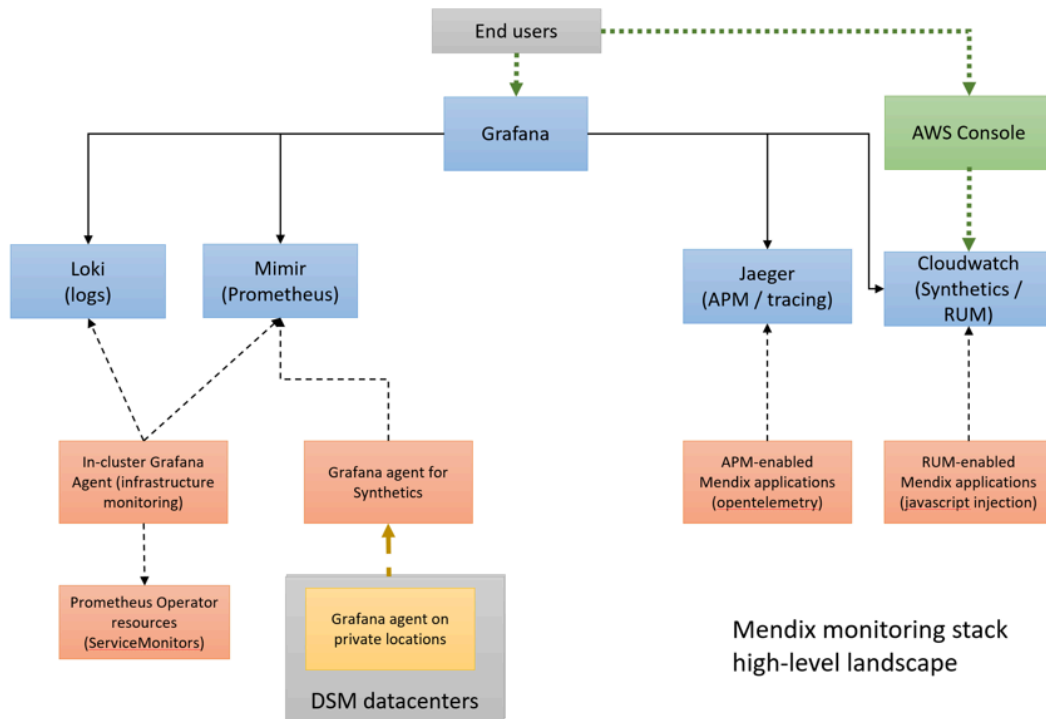 End users
Grafana
AWS Console
Loki
(logs)
Mimir
(Prometheus)
Jaeger
(APM / tracing)
Cloudwatch
(Synthetics /
RUM)
In-cluster Grafana
Agent (infrastructure
monitoring)
Grafana agent for
Synthetics
APM-enabled
Mendix applications
(opentelemetry)
RUM-enabled
Mendix applications
(javascript injection)
Prometheus Operator
resources
(ServiceMonitors)
Grafana agent on
private locations
DSM datacenters
Mendix monitoring stack
high-level landscape